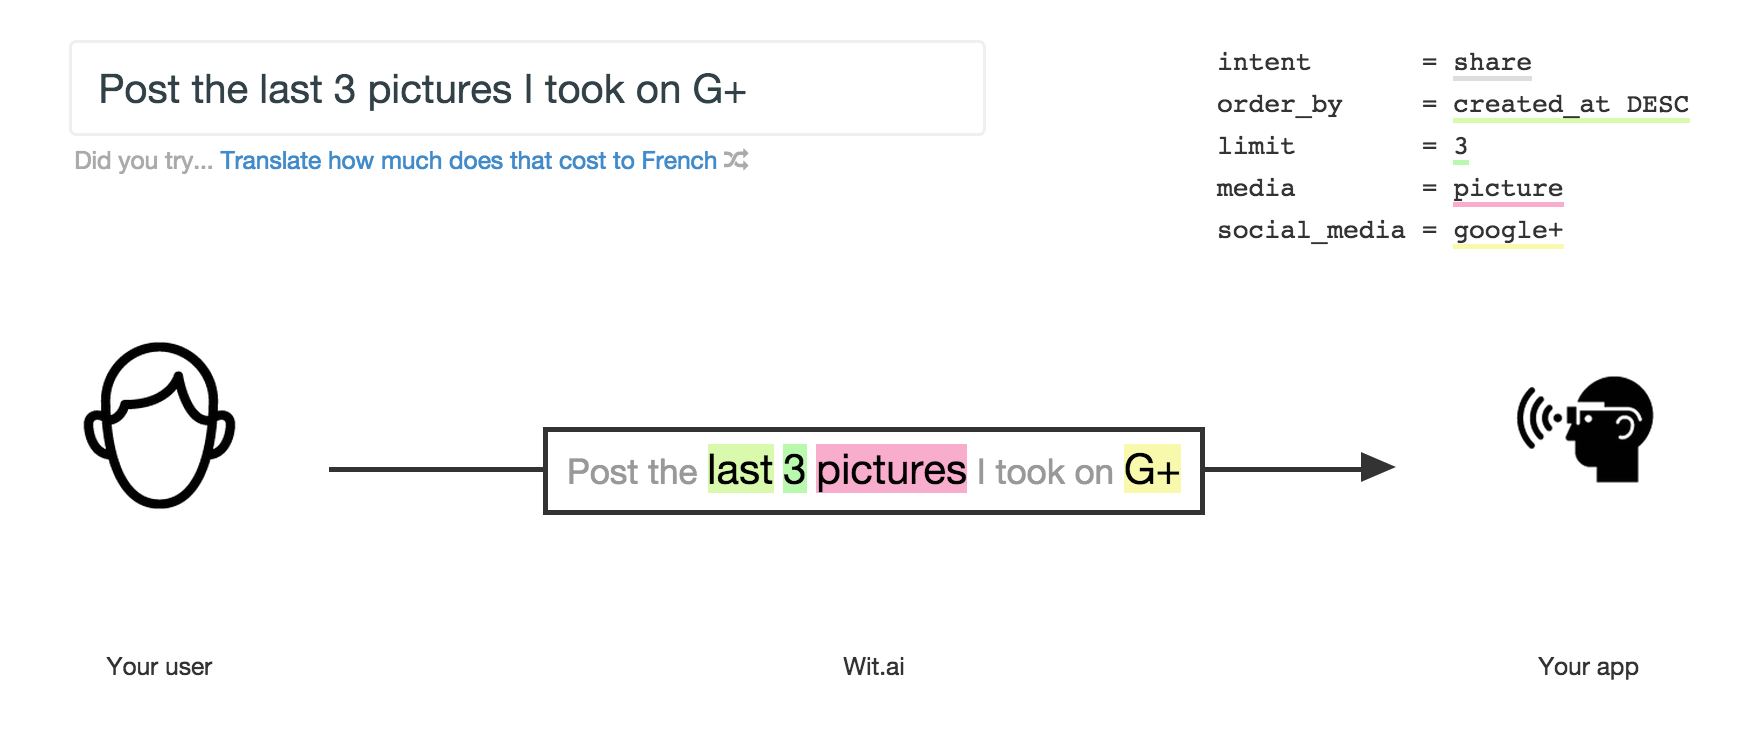 Post the last 3 pictures I took on G+
Did you try... Translate how much does that cost to French
intent = share
order_by = created_at DESC
limit = 3
media = picture
social_media = google+
Post the last 3 pictures I took on G+
Your user
Wit.ai
Your app